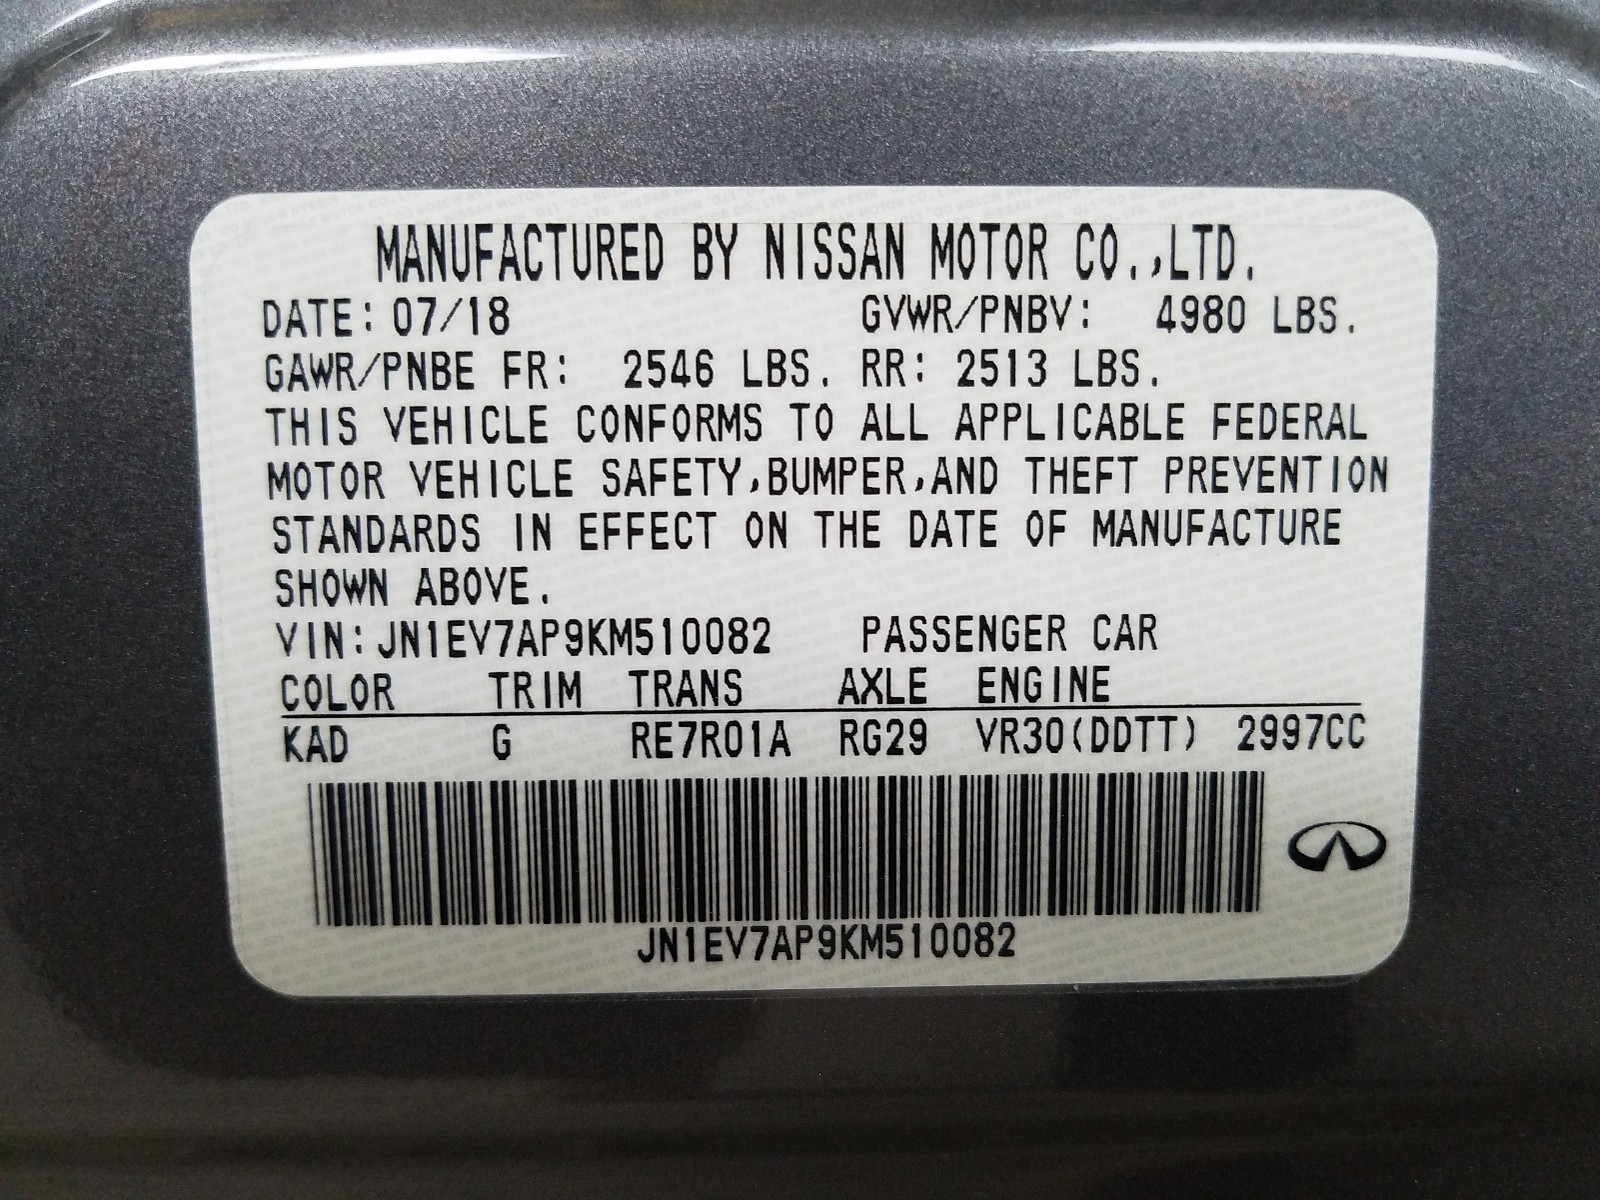 MANUFACTURED BY NISSAN MOTOR CO.,LTD.
DATE: 07/18 GVWR/PNBV: 4980 LBS.
GAWR/PNBE FR: 2546 LBS. RR: 2513 LBS.
THIS VEHICLE CONFORMS TO ALL APPLICABLE FEDERAL
MOTOR VEHICLE SAFETY,BUMPER,AND THEFT PREVENTION
STANDARDS IN EFFECT ON THE DATE OF MANUFACTURE
SHOWN ABOVE.
VIN:JN1EV7AP9KM510082 PASSENGER CAR
COLOR TRIM TRANS AXLE ENGINE
KAD G RE7R01A RG29 VR30(DDTT) 2997CC
JN1EV7AP9KM510082